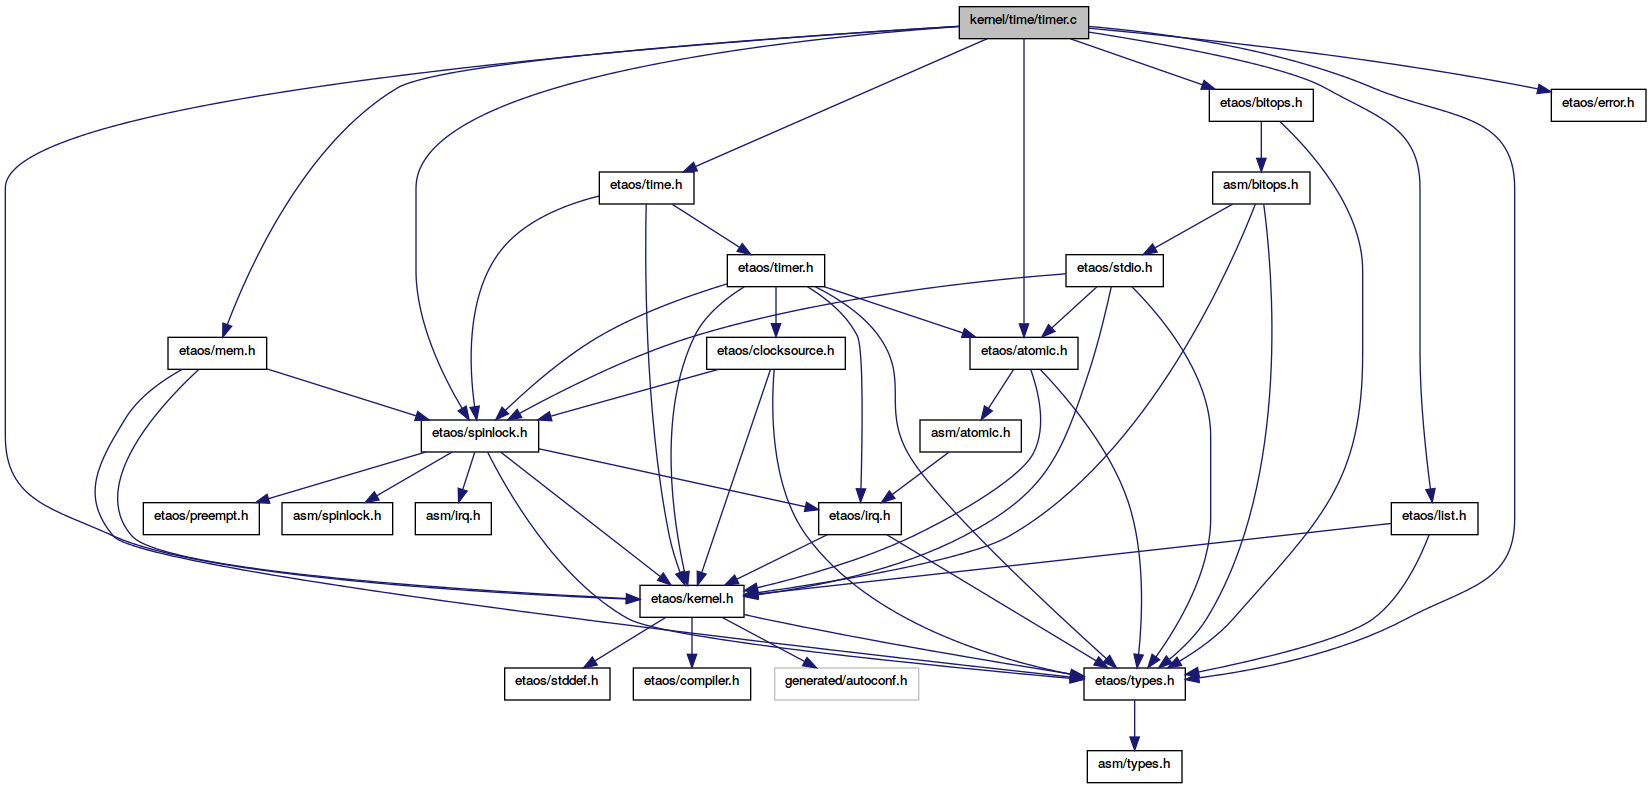 kernel/time/timer.c
etaos/bitops.h
etaos/error.h
etaos/time.h
asm/bitops.h
etaos/timer.h
etaos/stdio.h
etaos/mem.h
etaos/clocksource.h
etaos/atomic.h
etaos/spinlock.h
asm/atomic.h
etaos/preempt.h
asm/spinlock.h
asm/irq.h
etaos/irq.h
etaos/list.h
etaos/kernel.h
etaos/stddef.h
etaos/compiler.h
generated/autoconf.h
etaos/types.h
asm/types.h